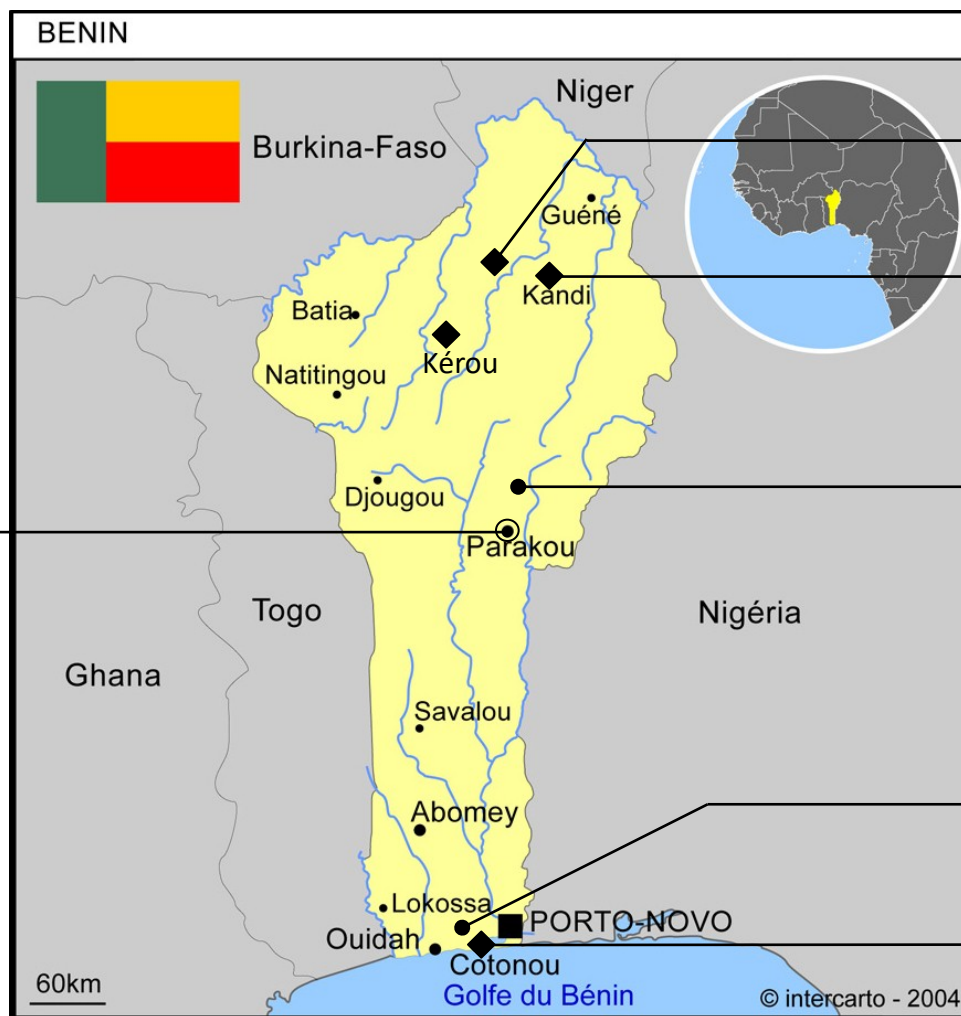 BENIN
Niger
Burkina-Faso
Guéné
Kandi
Batia
Kérou
Natitingou
Djougou
Parakou
Togo
Nigéria
Ghana
Savalou
Abomey
Lokossa
PORTO-NOVO
Ouidah
Cotonou
60km
Golfe du Bénin
© intercarto - 2004